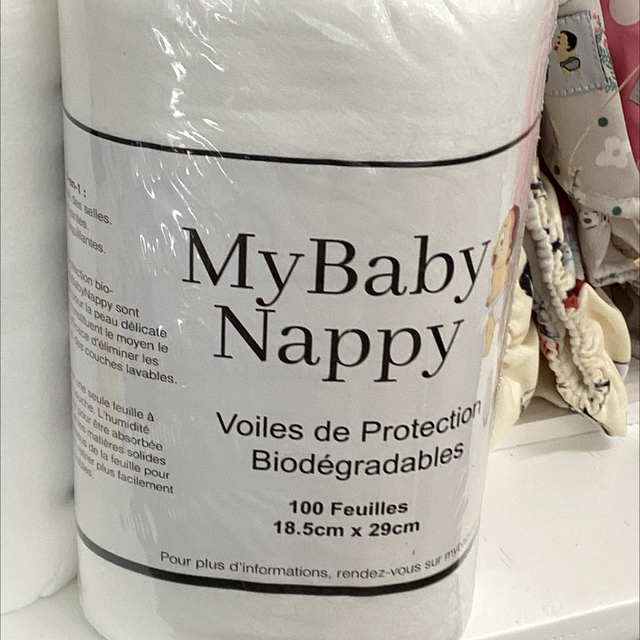 des selles.
MyBaby
Nappy
Voiles de Protection
Biodégradables
100 Feuilles
18.5cm x 29cm
Pour plus d'informations, rendez-vous sur
bio-
sont
la peau délicate
le moyen le
d'éliminer les
couches lavables.
seule feuille à
L'humidité
être absorbée
matières solides
de la feuille pour
plus facilement